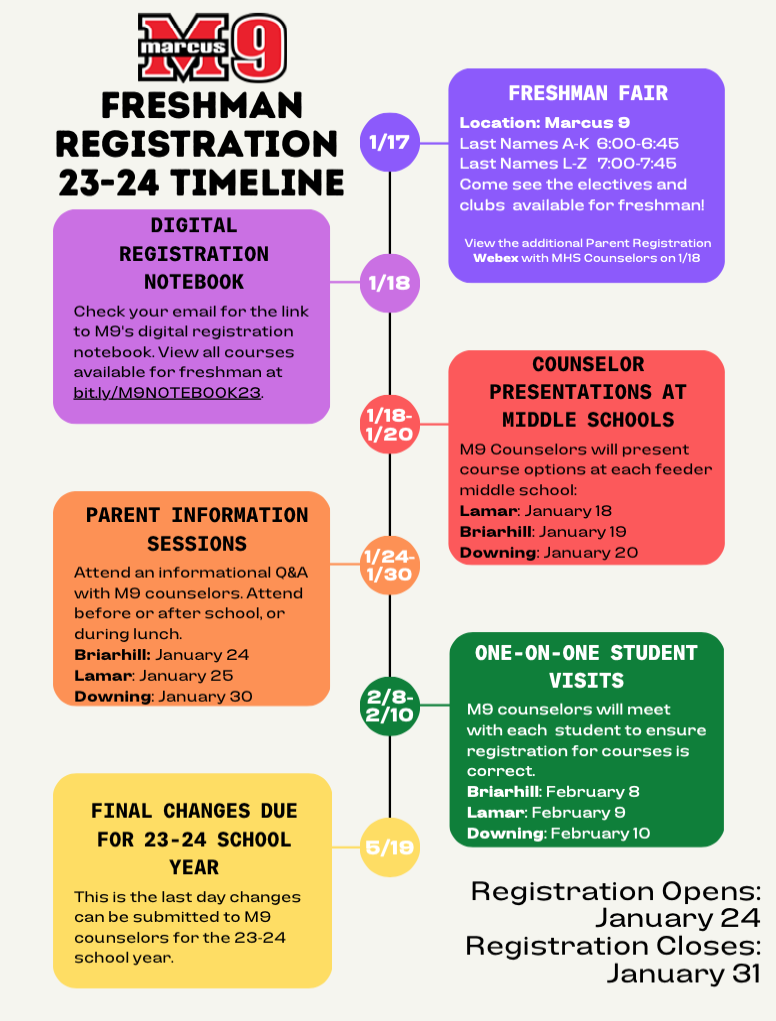 marcus M9
FRESHMAN
REGISTRATION
23-24 TIMELINE
1/17
FRESHMAN FAIR
Location: Marcus 9
Last Names A-K 6:00-6:45
Last Names L-Z 7:00-7:45
Come see the electives and
clubs available for freshman!
View the additional Parent Registration
Webex with MHS Counselors on 1/18
1/18
DIGITAL
REGISTRATION
NOTEBOOK
Check your email for the link
to M9's digital registration
notebook. View all courses
available for freshman at
bit.ly/M9NOTEBOOK23.
1/18-
1/20
COUNSELOR
PRESENTATIONS AT
MIDDLE SCHOOLS
M9 Counselors will present
course options at each feeder
middle school:
Lamar: January 18
Briarhill: January 19
Downing: January 20
1/24-
1/30
PARENT INFORMATION
SESSIONS
Attend an informational Q&A
with M9 counselors. Attend
before or after school, or
during lunch.
Briarhill: January 24
Lamar: January 25
Downing: January 30
2/8-
2/10
ONE-ON-ONE STUDENT
VISITS
M9 counselors will meet
with each student to ensure
registration for courses is
correct.
Briarhill: February 8
Lamar: February 9
Downing: February 10
5/19
FINAL CHANGES DUE
FOR 23-24 SCHOOL
YEAR
This is the last day changes
can be submitted to M9
counselors for the 23-24
school year.
Registration Opens:
January 24
Registration Closes:
January 31